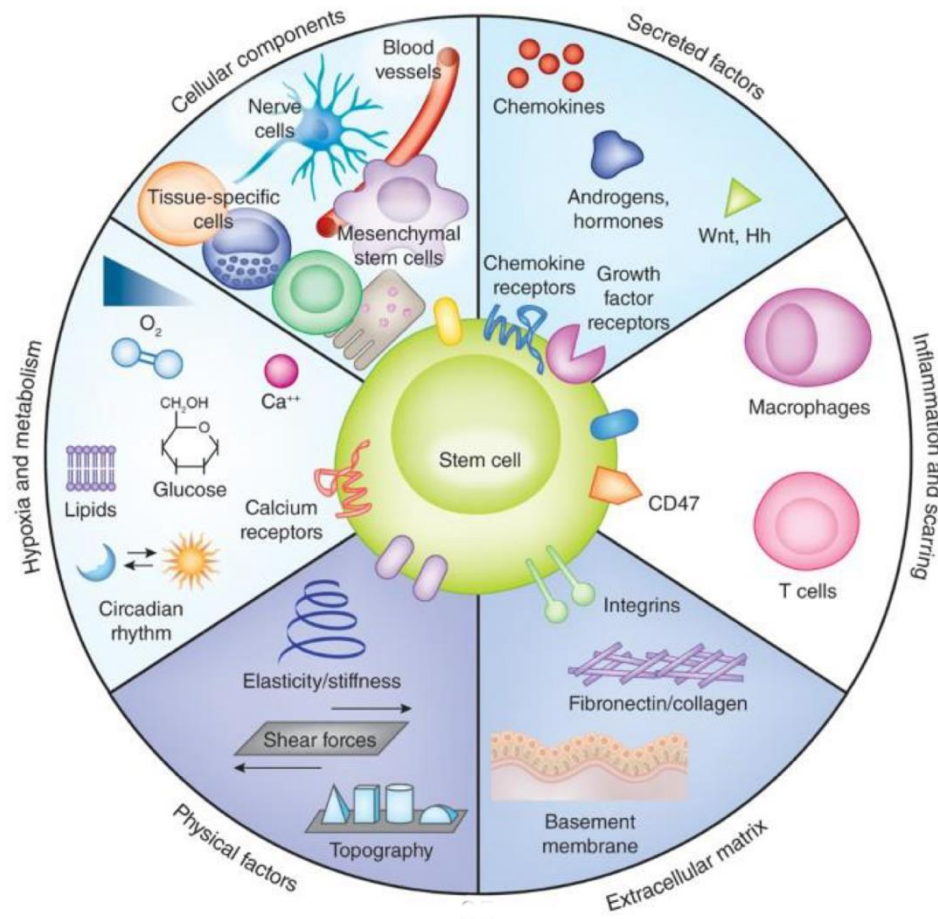 Cellular components
Blood
vessels
Nerve
cells
Tissue-specific
cells
Mesenchymal
stem cells
Secreted factors
Chemokines
Androgens,
hormones
Wnt, Hh
Chemokine
receptors
Growth
factor
receptors
Inflammation and scarring
Macrophages
CD47
T cells
Hypoxia and metabolism
O2
Ca++
CH2OH
O
Glucose
Lipids
Calcium
receptors
Circadian
rhythm
Stem cell
Physical factors
Elasticity/stiffness
Shear forces
Topography
Extracellular matrix
Integrins
Fibronectin/collagen
Basement
membrane